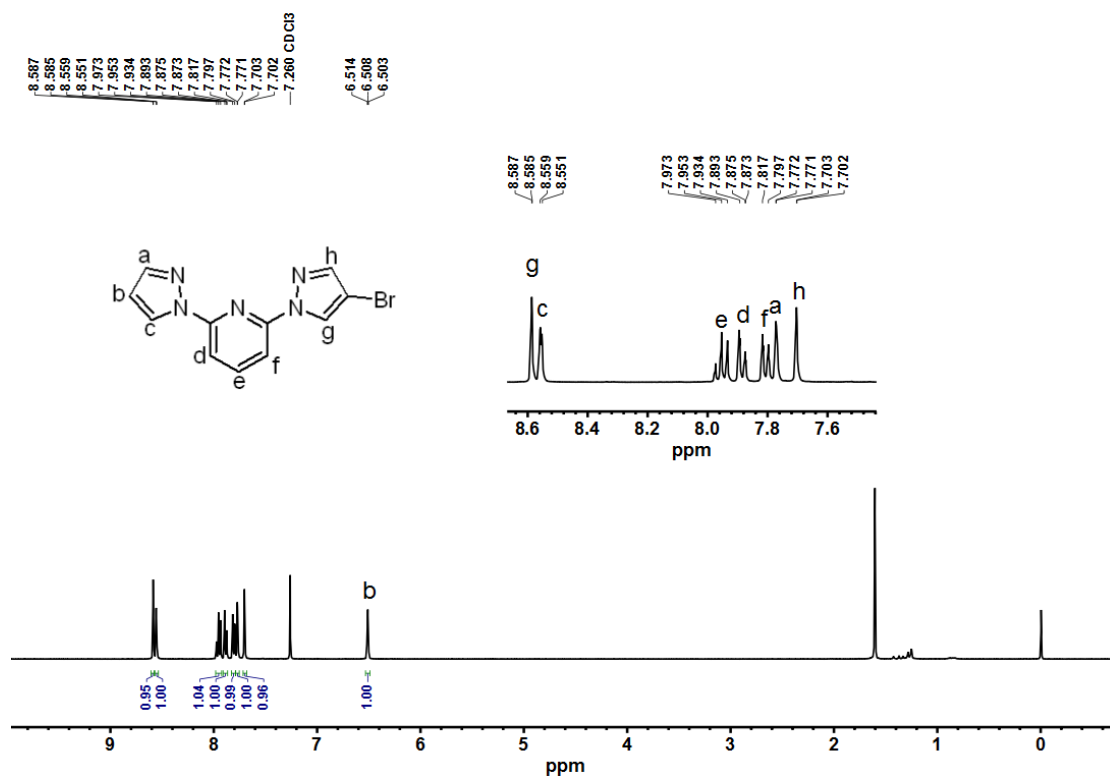 8.587
8.585
8.559
8.551
7.973
7.953
7.934
7.893
7.875
7.873
7.817
7.797
7.772
7.771
7.703
7.702
7.260 CDCl3
6.514
6.508
6.503
8.587
8.585
8.559
8.551
7.973
7.953
7.934
7.893
7.875
7.873
7.817
7.797
7.772
7.771
7.703
7.702
a
b
c
N
N
N
N
N
h
Br
g
d
e
f
g
c
e
d
f
a
h
8.6 8.4 8.2 8.0 7.8 7.6
ppm
b
0.95
1.00
1.04
1.00
0.99
1.00
0.96
1.00
9 8 7 6 5 4 3 2 1 0
ppm